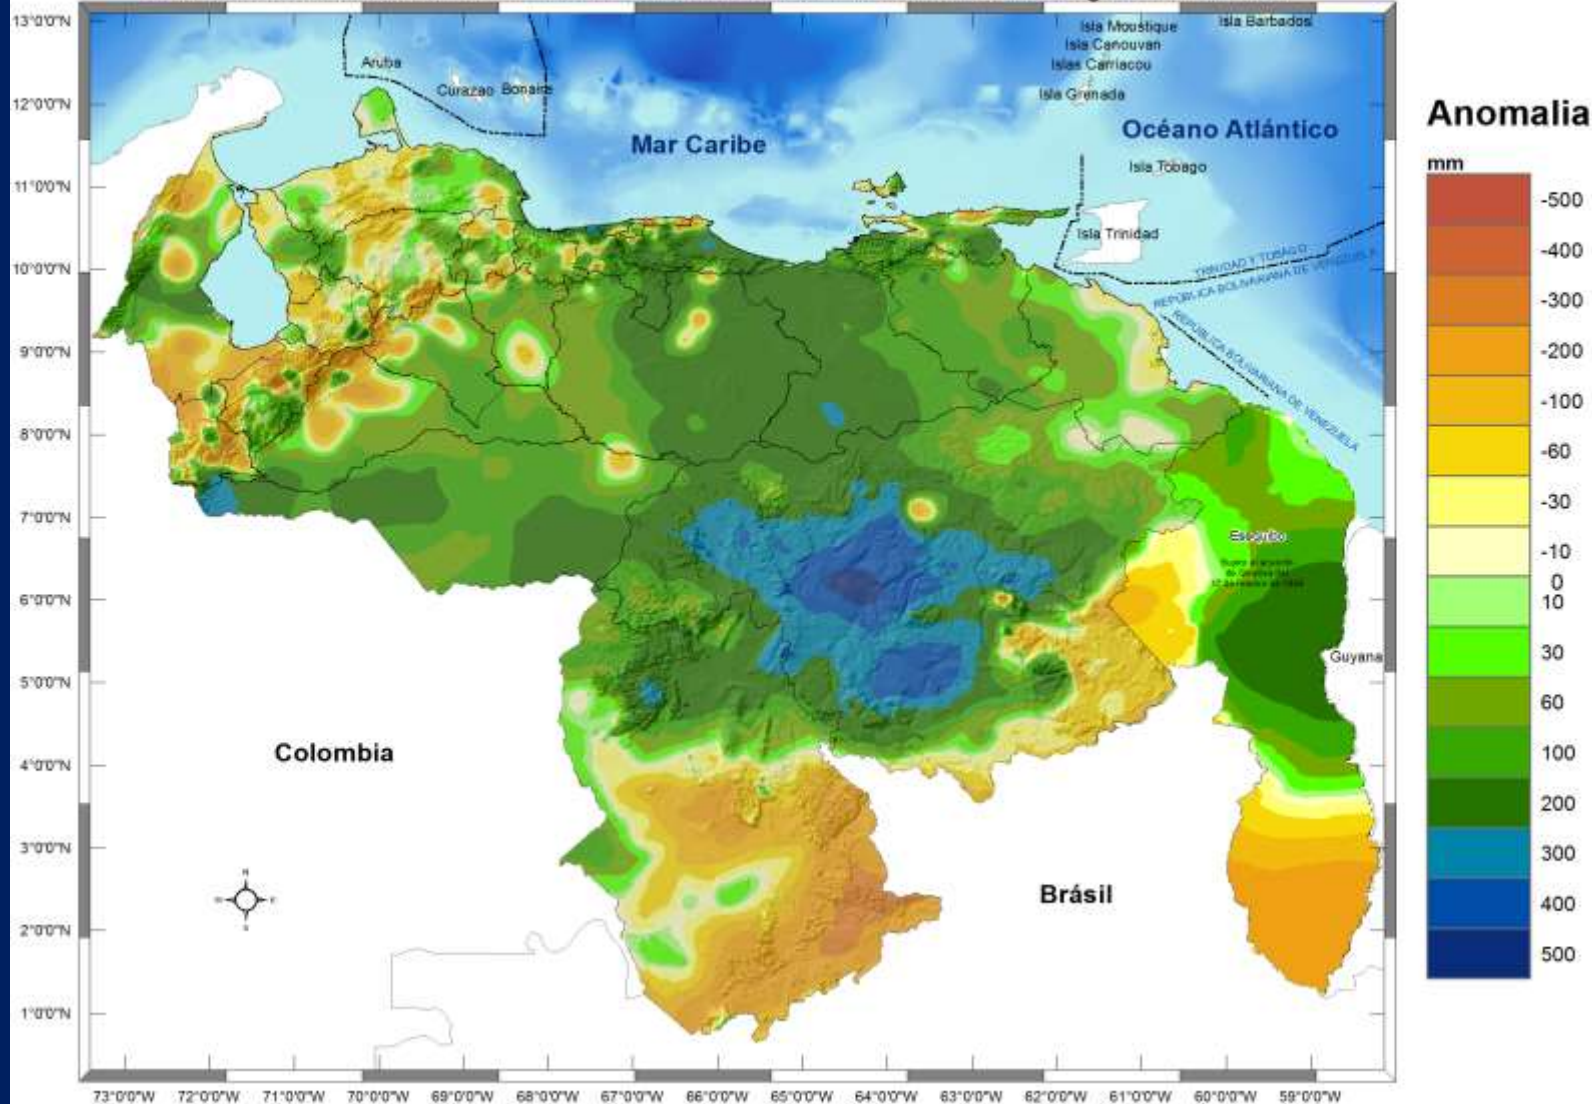 13°0'0"N
12°0'0"N
11°0'0"N
10°0'0"N
9°0'0"N
8°0'0"N
7°0'0"N
6°0'0"N
5°0'0"N
4°0'0"N
3°0'0"N
2°0'0"N
1°0'0"N
Aruba
Curazao
Bonaire
Isla Moustique
Isla Barbados
Isla Canouvan
Islas Carriacou
Isla Grenada
Mar Caribe
Océano Atlántico
Isla Tobago
Isla Trinidad
TRINIDAD Y TOBAGO
REPÚBLICA BOLIVARIANA DE VENEZUELA
REPÚBLICA BOLIVARIANA DE VENEZUELA
Esequibo
Guyana
Colombia
Brásil
N
E
S
73°0'0"W
72°0'0"W
71°0'0"W
70°0'0"W
69°0'0"W
68°0'0"W
67°0'0"W
66°0'0"W
65°0'0"W
64°0'0"W
63°0'0"W
62°0'0"W
61°0'0"W
60°0'0"W
59°0'0"W
Anomalia
mm
-500
-400
-300
-200
-100
-60
-30
-10
0
10
30
60
100
200
300
400
500